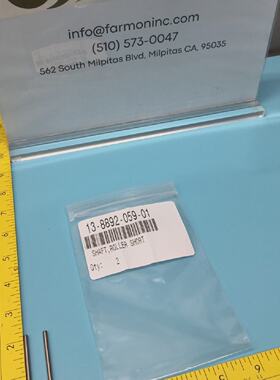 info@farmoninc.com
(510) 573-0047
562 South Milpitas Blvd, Milpitas CA, 95035
13-8892-059-01
SHAFT,ROLLER SHORT
Qty: 2